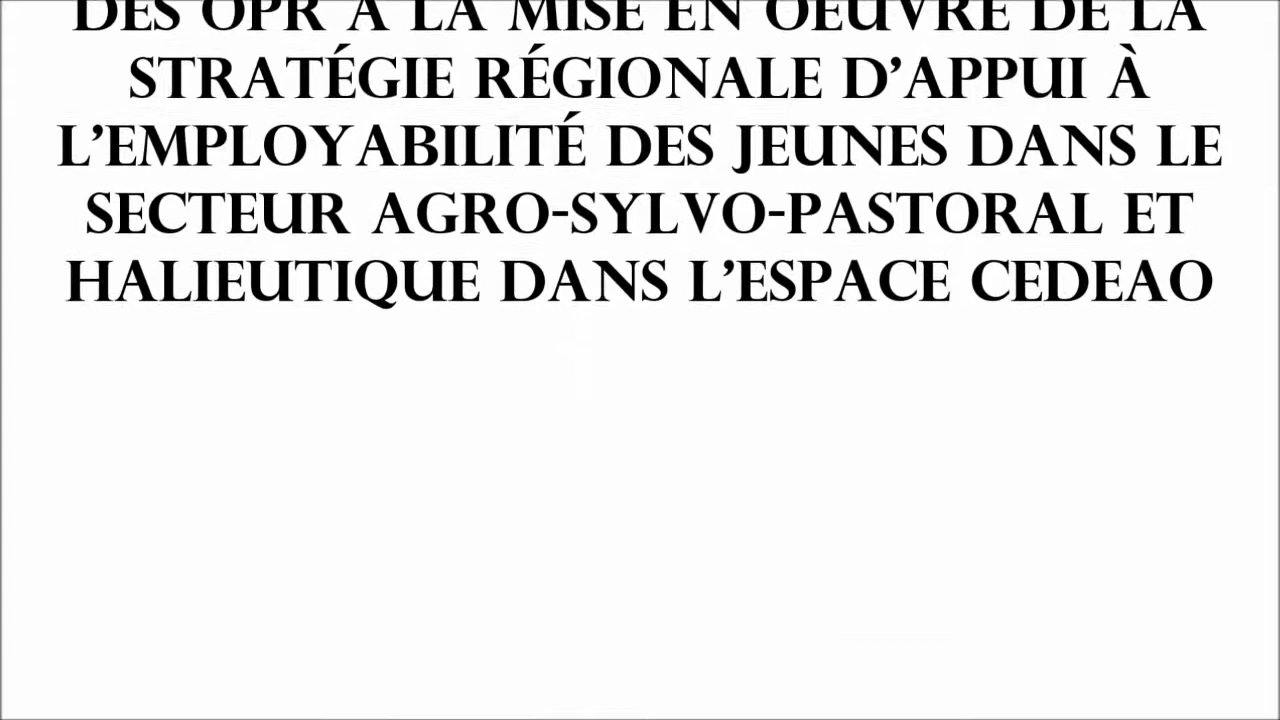 DES OPR À LA MISE EN OEUVRE DE LA
STRATÉGIE RÉGIONALE D’APPUI À
L’EMPLOYABILITÉ DES JEUNES DANS LE
SECTEUR AGRO-SYLVO-PASTORAL ET
HALIEUTIQUE DANS L’ESPACE CEDEAO